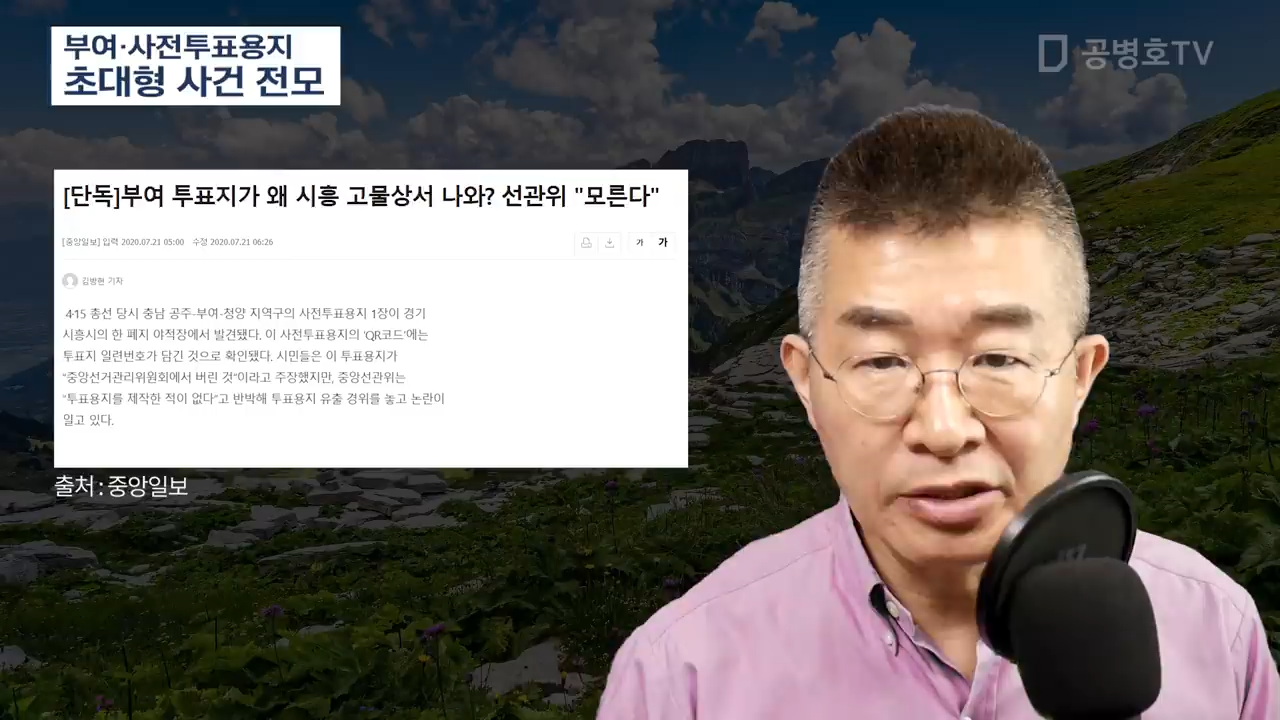 부여·사전투표용지
초대형 사건 전모
공병호TV
[단독]부여 투표지가 왜 시흥 고물상서 나와? 선관위 "모른다"
[중앙일보] 입력 2020.07.21 05:00 수정 2020.07.21 06:26
가 가
김방현 기자
4·15 총선 당시 충남 공주·부여·청양 지역구의 사전투표용지 1장이 경기
시흥시의 한 폐지 야적장에서 발견됐다. 이 사전투표용지의 'QR코드'에는
투표지 일련번호가 담긴 것으로 확인됐다. 시민들은 이 투표용지가
"중앙선거관리위원회에서 버린 것"이라고 주장했지만, 중앙선관위는
"투표용지를 제작한 적이 없다"고 반박해 투표용지 유출 경위를 놓고 논란이
일고 있다.
출처 : 중앙일보